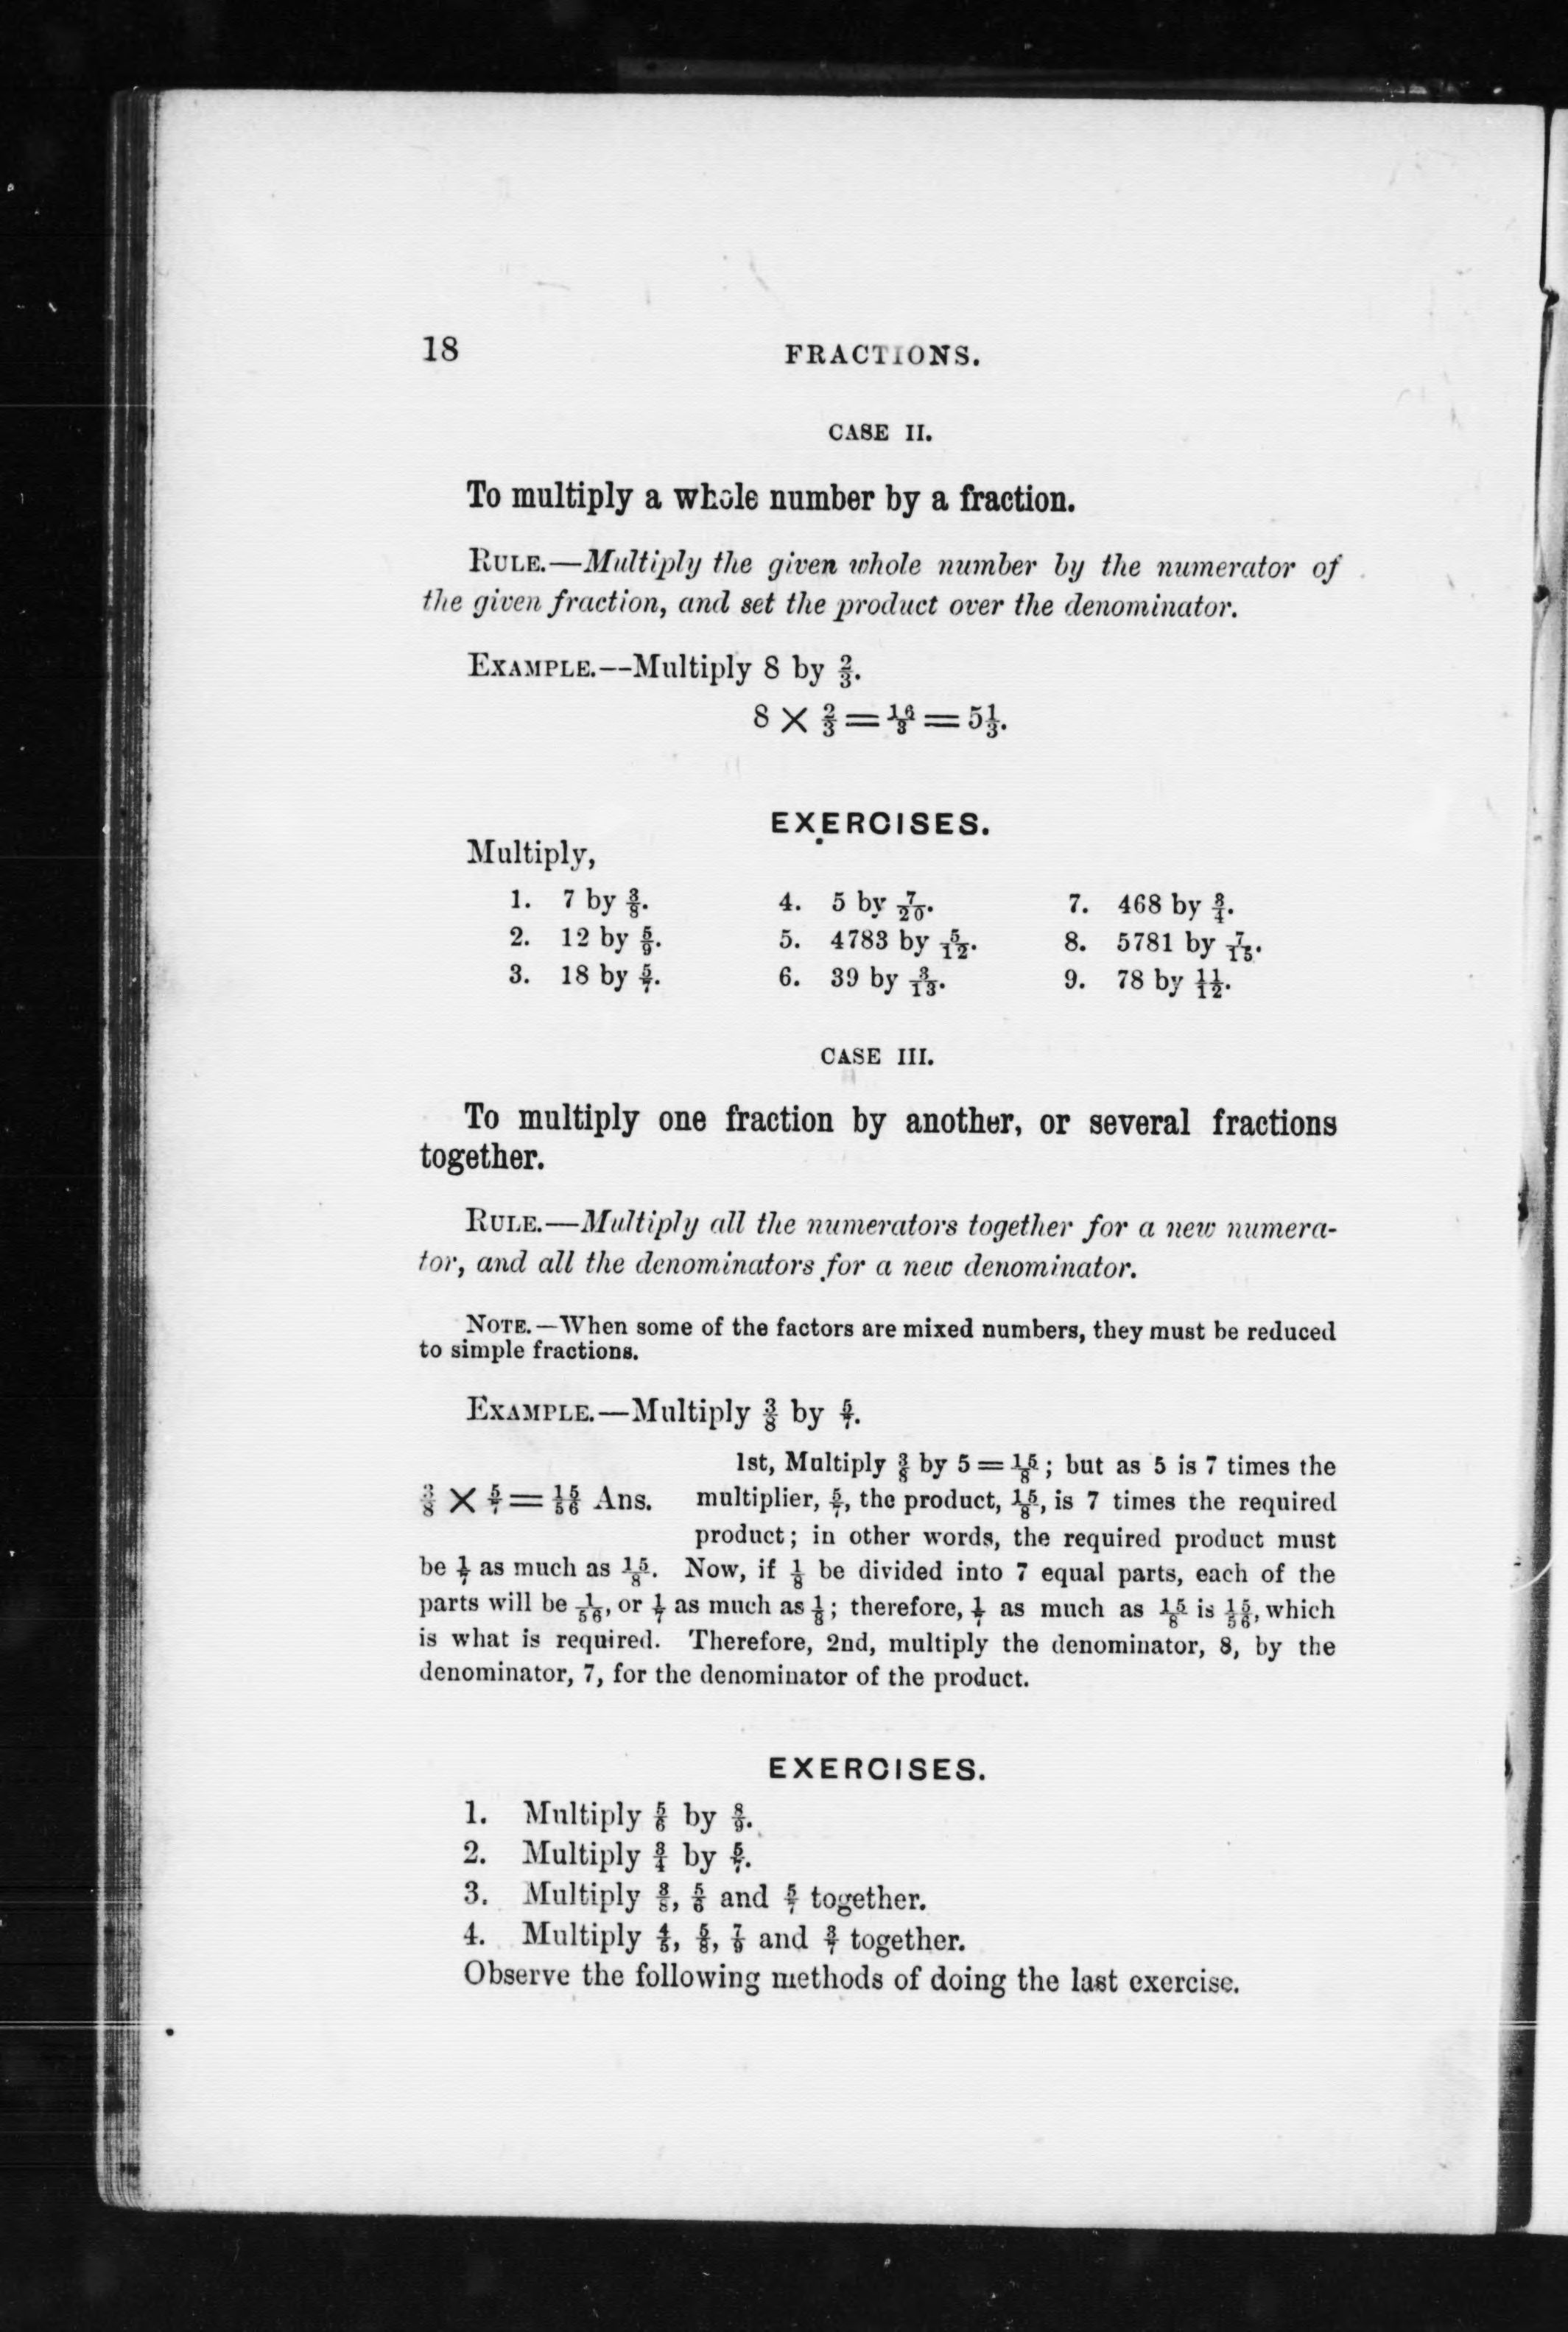 18 FRACTIONS.
CASE II.
To multiply a whole number by a fraction.
RULE.—Multiply the given whole number by the numerator of
the given fraction, and set the product over the denominator.
EXAMPLE.—Multiply 8 by 2/3.
8 × 2/3 = 16/3 = 5 1/3.
EXERCISES.
Multiply,
1. 7 by 3/8. 4. 5 by 7/20. 7. 468 by 3/4.
2. 12 by 5/9. 5. 4783 by 5/12. 8. 5781 by 7/15.
3. 18 by 5/7. 6. 39 by 3/13. 9. 78 by 11/12.
CASE III.
To multiply one fraction by another, or several fractions
together.
RULE.—Multiply all the numerators together for a new numera-
tor, and all the denominators for a new denominator.
NOTE.—When some of the factors are mixed numbers, they must be reduced
to simple fractions.
EXAMPLE.—Multiply 3/8 by 5/7.
1st, Multiply 3/8 by 5 = 15/8; but as 5 is 7 times the
3/8 × 5/7 = 15/56 Ans. multiplier, 5/7, the product, 15/8, is 7 times the required
product; in other words, the required product must
be 1/7 as much as 15/8. Now, if 1/8 be divided into 7 equal parts, each of the
parts will be 1/56, or 1/7 as much as 1/8; therefore, 1/7 as much as 15/8 is 15/56, which
is what is required. Therefore, 2nd, multiply the denominator, 8, by the
denominator, 7, for the denominator of the product.
EXERCISES.
1. Multiply 5/6 by 8/9.
2. Multiply 3/4 by 5/7.
3. Multiply 3/8, 5/6 and 5/7 together.
4. Multiply 4/5, 5/8, 7/9 and 3/7 together.
Observe the following methods of doing the last exercise.